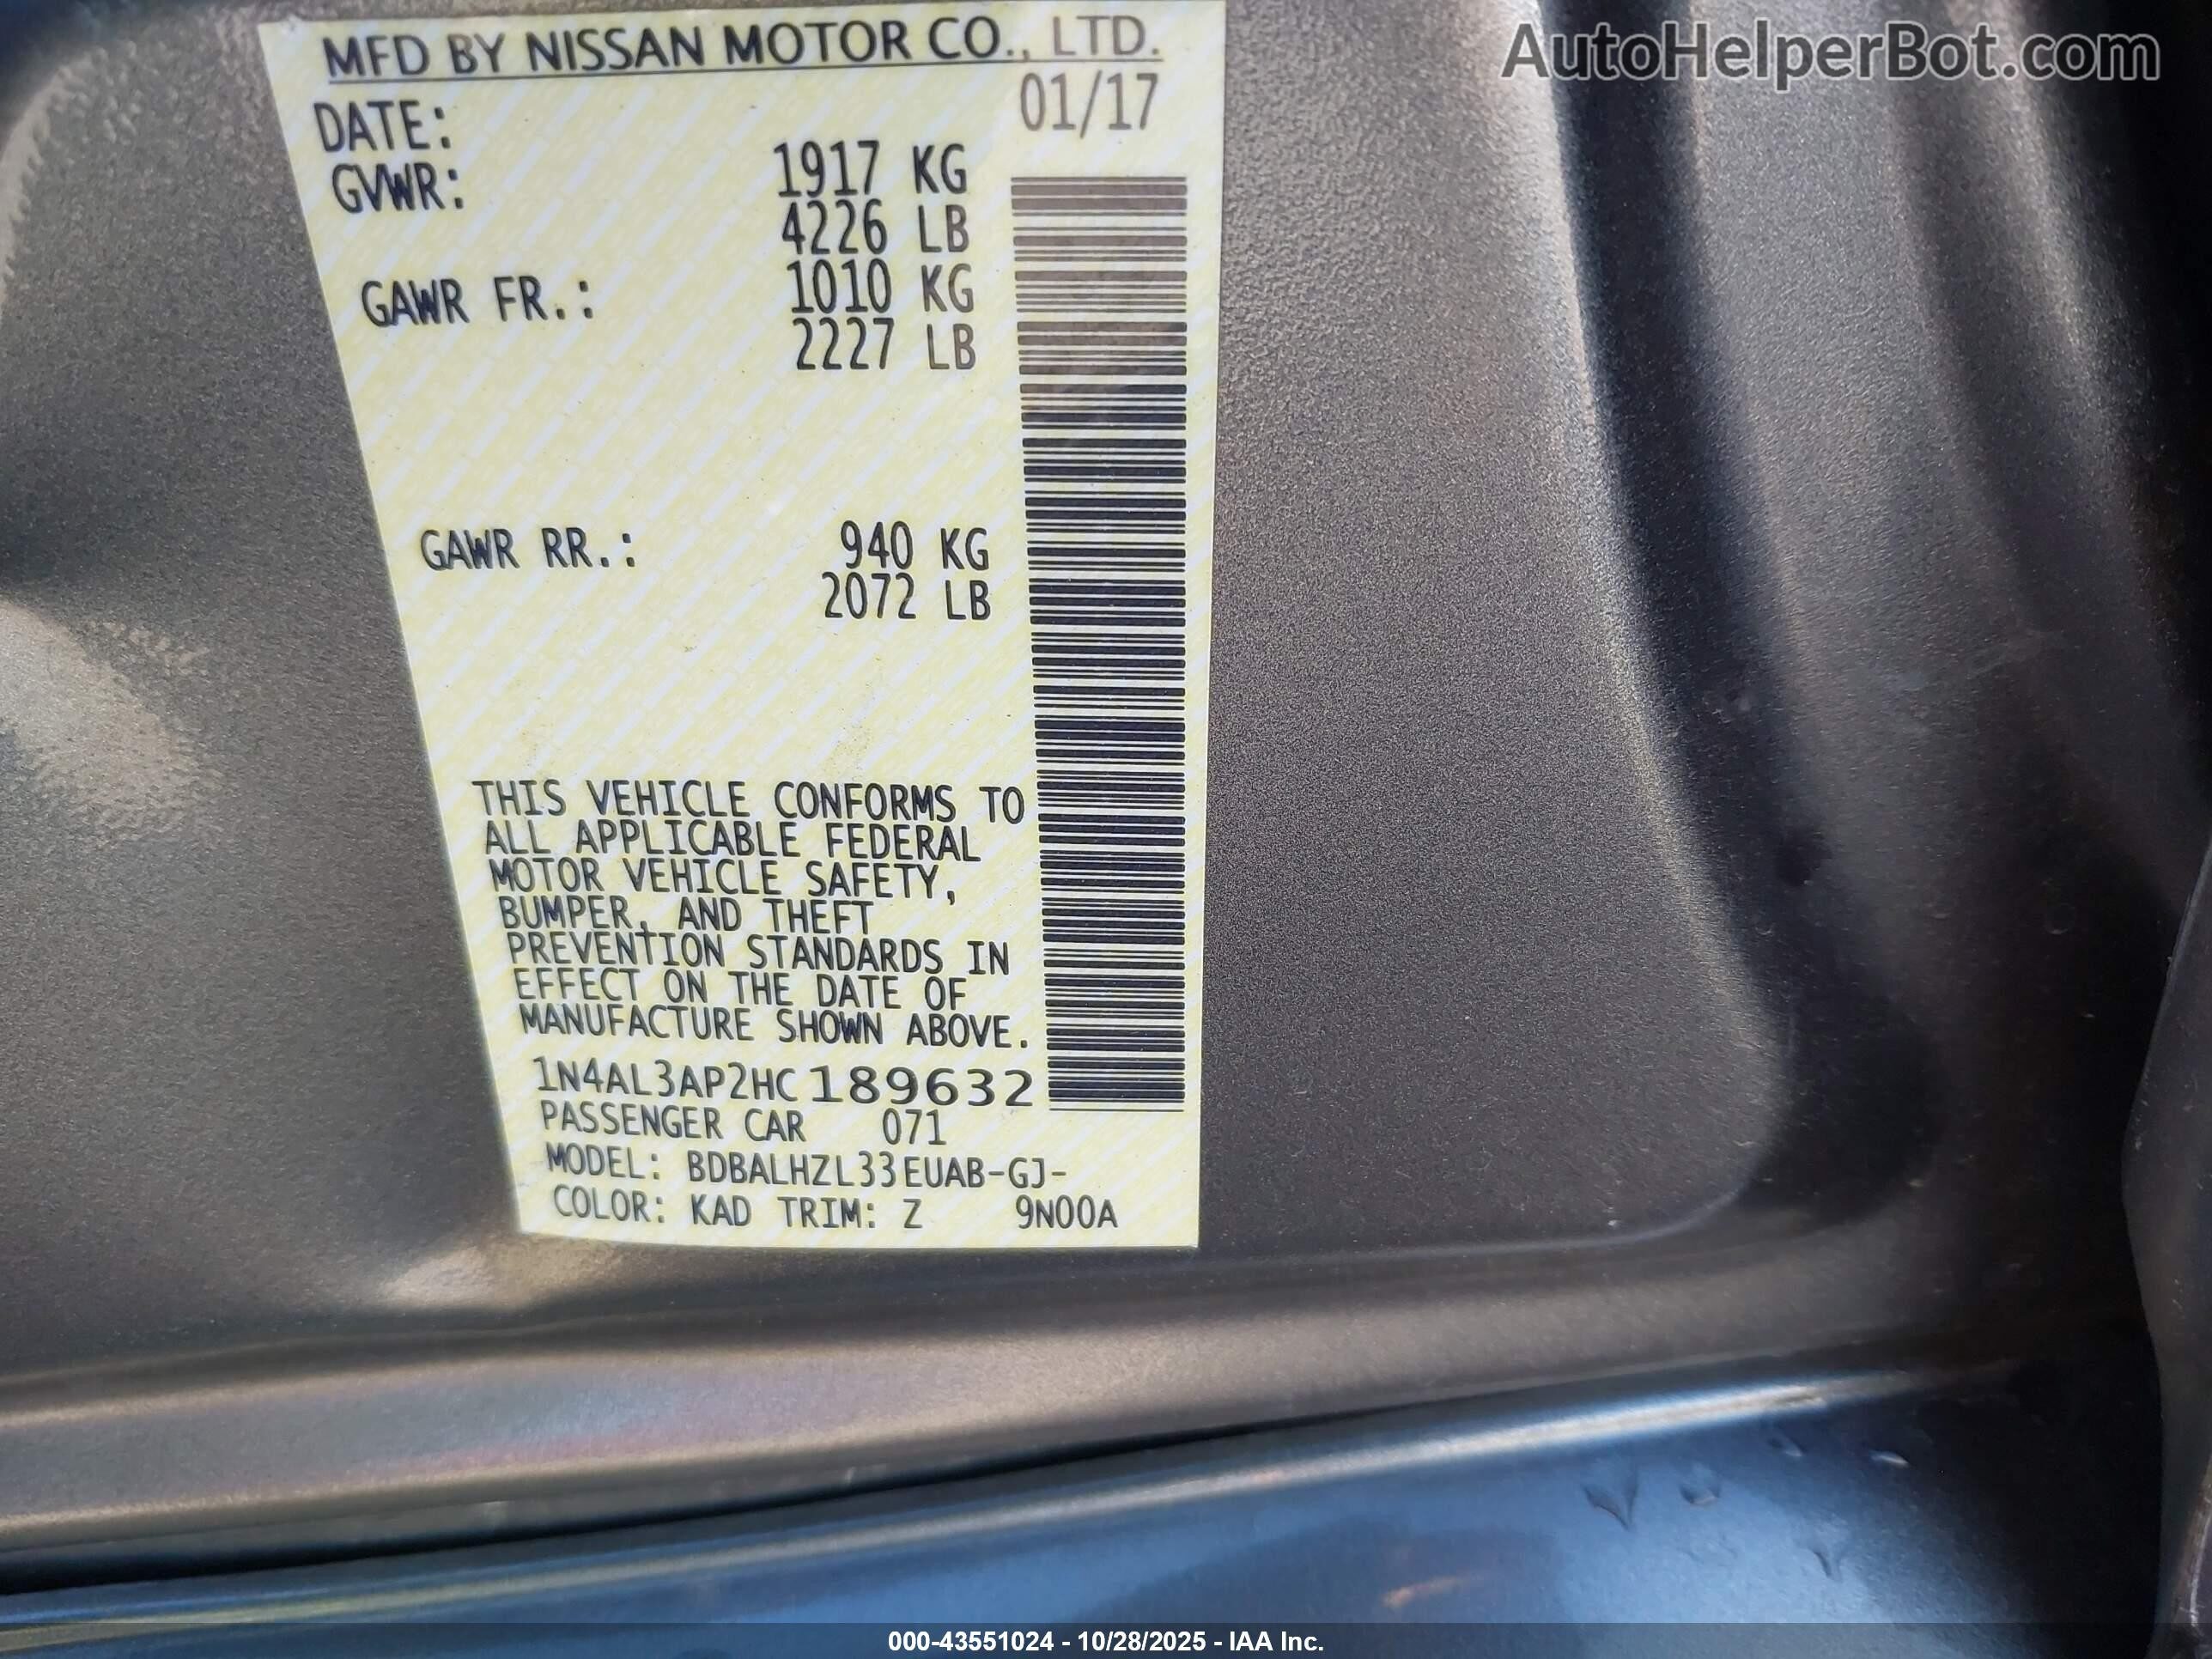 AutoHelperBot.com
MFD BY NISSAN MOTOR CO., LTD.
DATE: 01/17
GVWR: 1917 KG
4226 LB
GAWR FR.: 1010 KG
2227 LB
GAWR RR.: 940 KG
2072 LB
THIS VEHICLE CONFORMS TO
ALL APPLICABLE FEDERAL
MOTOR VEHICLE SAFETY,
BUMPER, AND THEFT
PREVENTION STANDARDS IN
EFFECT ON THE DATE OF
MANUFACTURE SHOWN ABOVE.
1N4AL3AP2HC189632
PASSENGER CAR 071
MODEL: BDBALHZL33EUAB-GJ-
COLOR: KAD TRIM: Z 9N00A
000-43551024 - 10/28/2025 - IAA Inc.